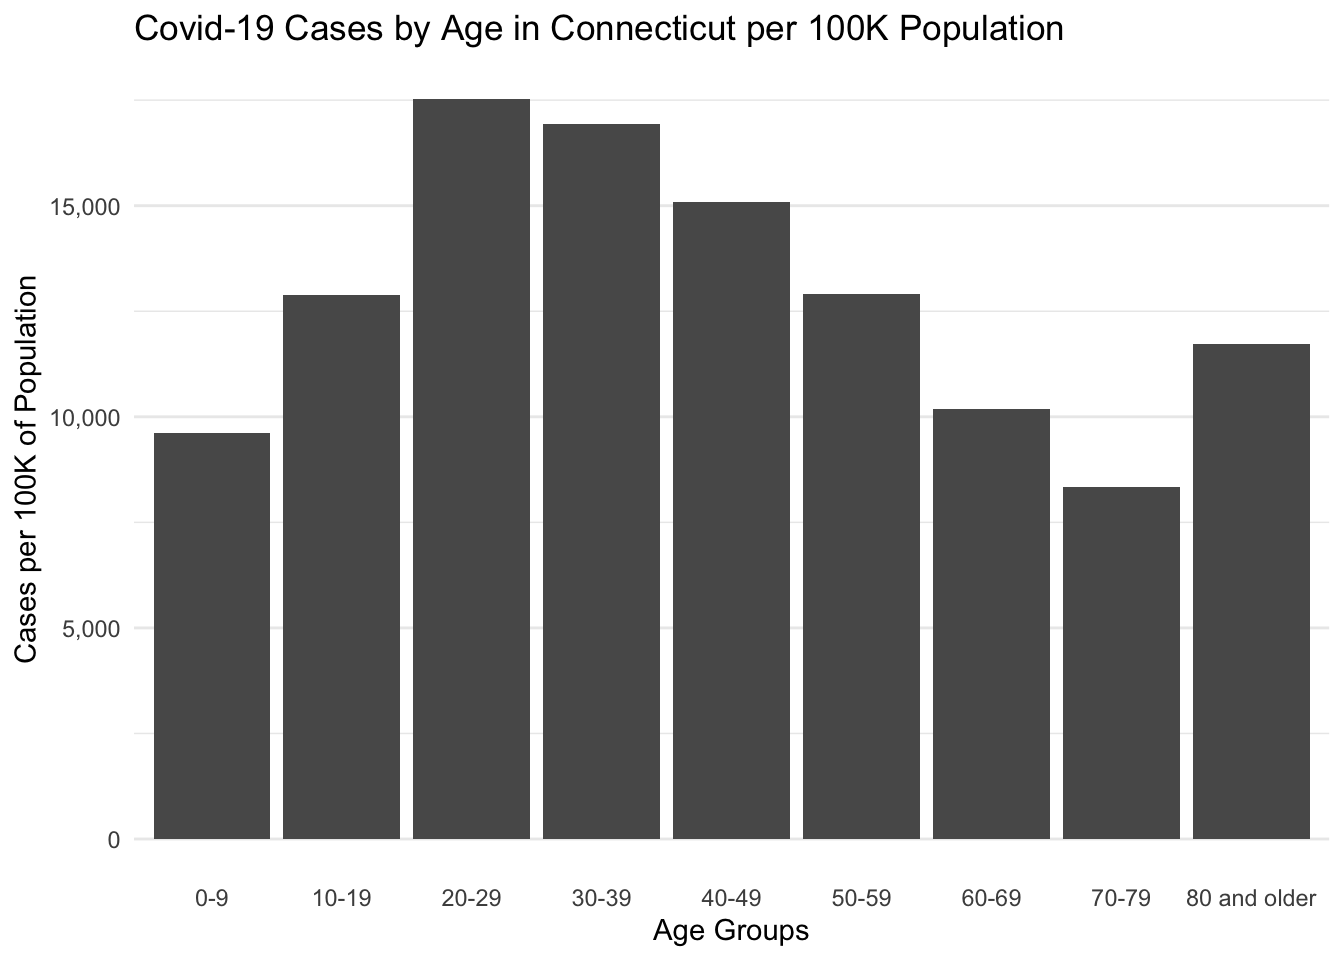 Covid-19 Cases by Age in Connecticut per 100K Population
Cases per 100K of Population
15,000
10,000
5,000
0
0-9 10-19 20-29 30-39 40-49 50-59 60-69 70-79 80 and older
Age Groups